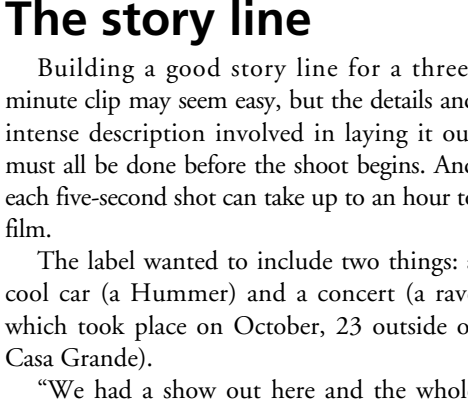 The story line
Building a good story line for a three
minute clip may seem easy, but the details and
intense description involved in laying it ou
must all be done before the shoot begins. And
each five-second shot can take up to an hour to
film.
The label wanted to include two things: a
cool car (a Hummer) and a concert (a rave
which took place on October, 23 outside o
Casa Grande).
“We had a show out here and the whol